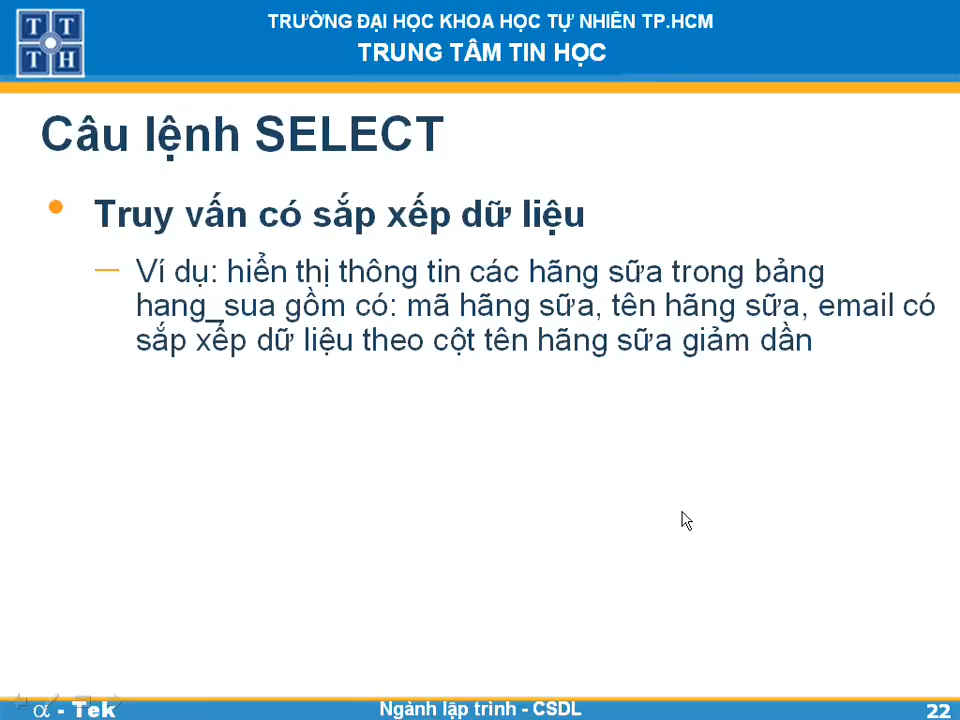 T T
T H
TRƯỜNG ĐẠI HỌC KHOA HỌC TỰ NHIÊN TP.HCM
TRUNG TÂM TIN HỌC
Câu lệnh SELECT
• Truy vấn có sắp xếp dữ liệu
– Ví dụ: hiển thị thông tin các hãng sữa trong bảng
hang_sua gồm có: mã hãng sữa, tên hãng sữa, email có
sắp xếp dữ liệu theo cột tên hãng sữa giảm dần
α - Tek
Ngành lập trình - CSDL
22